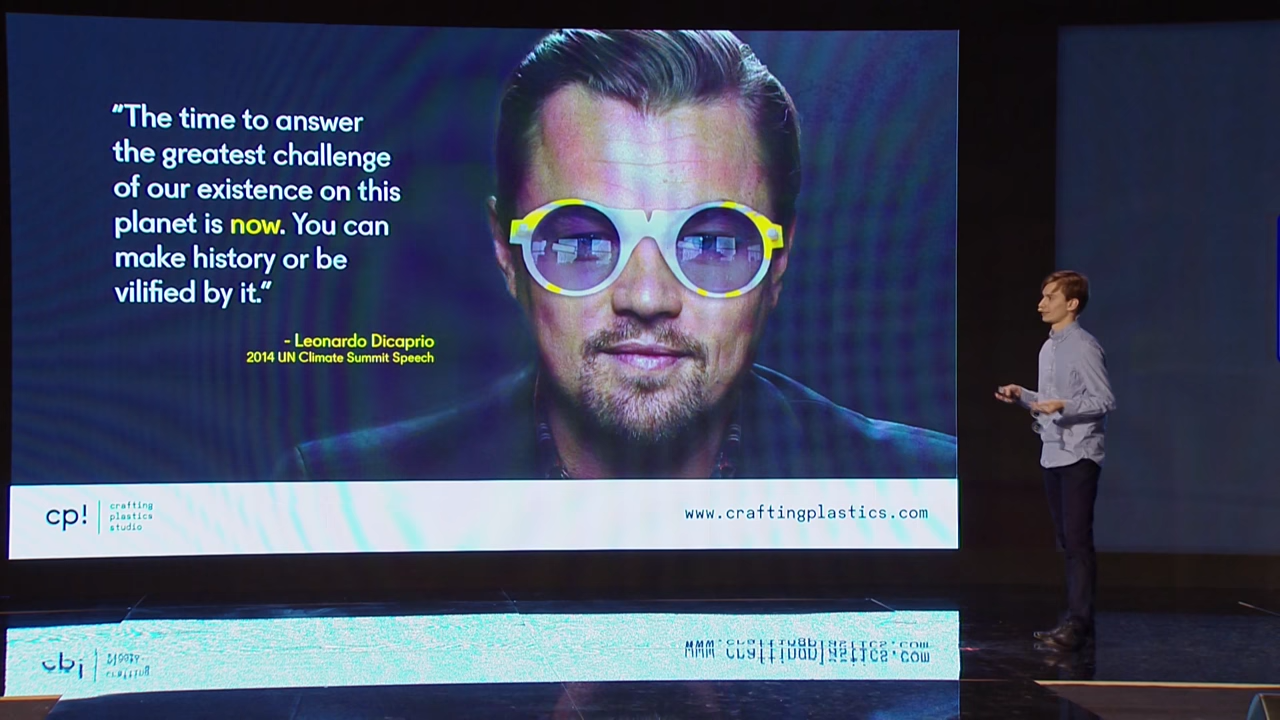 “The time to answer
the greatest challenge
of our existence on this
planet is now. You can
make history or be
vilified by it.”
- Leonardo Dicaprio
2014 UN Climate Summit Speech
cp!
crafting
plastics
studio
www.craftingplastics.com